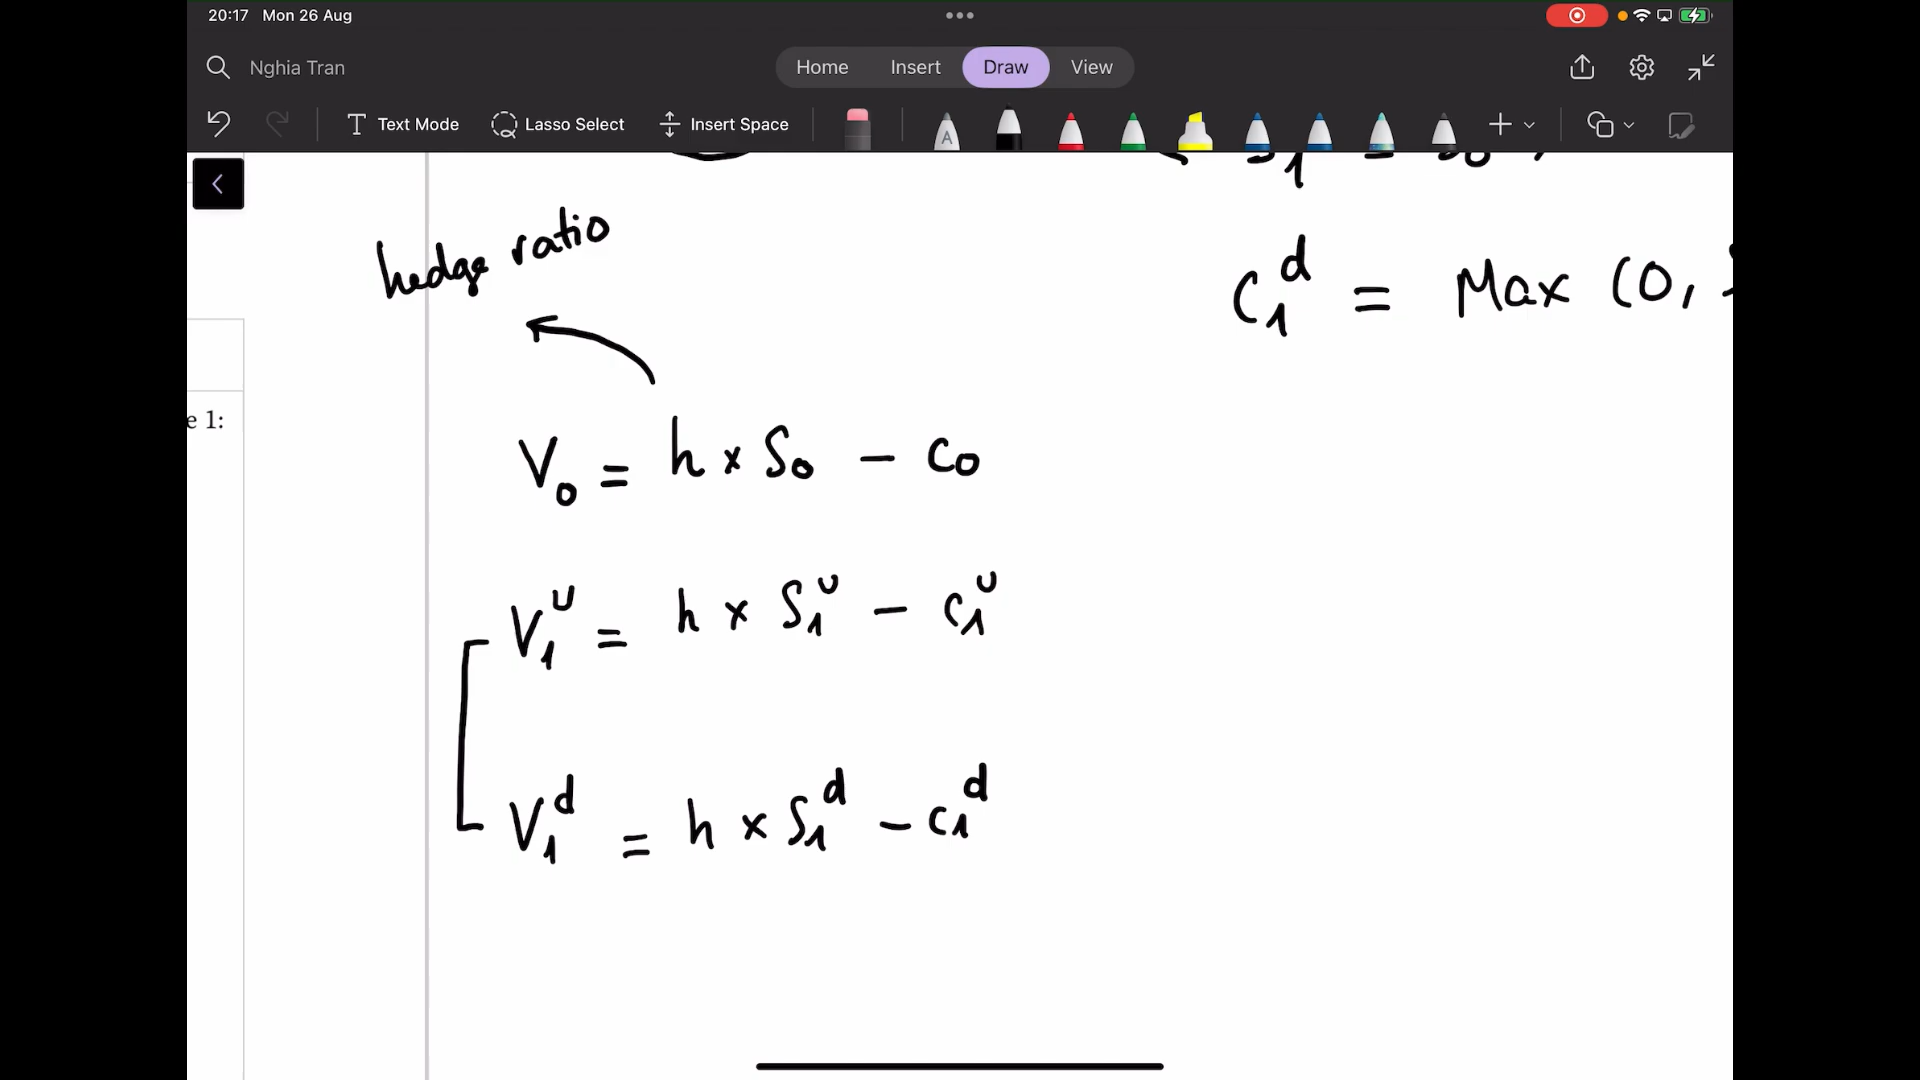 20:17 Mon 26 Aug
Nghia Tran
Home Insert Draw View
Text Mode Lasso Select Insert Space
A
hedge ratio
C₁ᵈ = Max (0,
e 1:
V₀ = h × S₀ − c₀
V₁ᵁ = h × S₁ᵁ − c₁ᵁ
V₁ᵈ = h × S₁ᵈ − c₁ᵈ